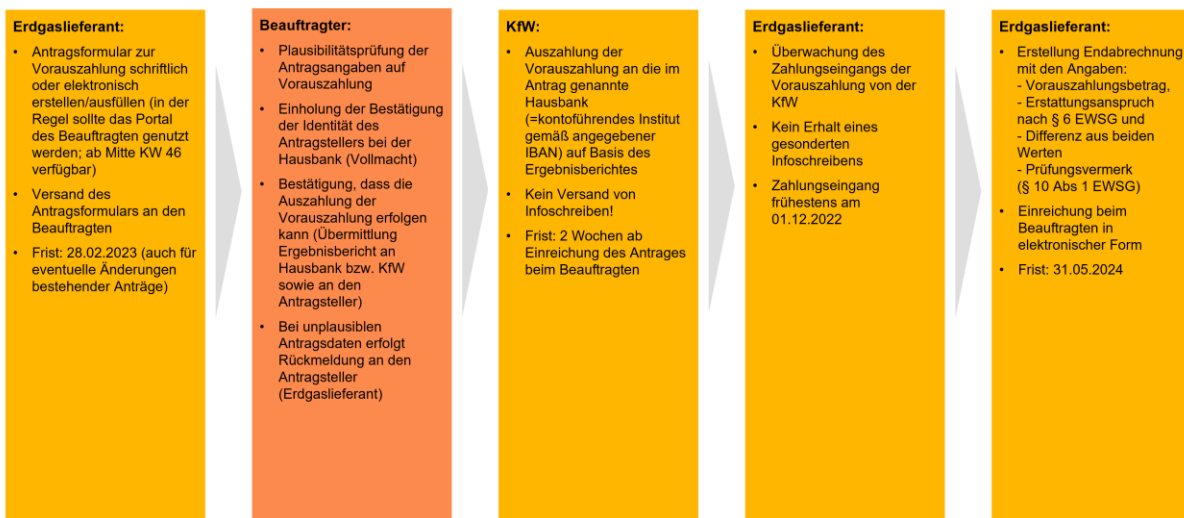 Erdgaslieferant:
• Antragsformular zur
Vorauszahlung schriftlich
oder elektronisch
erstellen/ausfüllen (in der
Regel sollte das Portal
des Beauftragten genutzt
werden; ab Mitte KW 46
verfügbar)
• Versand des
Antragsformulars an den
Beauftragten
• Frist: 28.02.2023 (auch für
eventuelle Änderungen
bestehender Anträge)
Beauftragter:
• Plausibilitätsprüfung der
Antragsangaben auf
Vorauszahlung
• Einholung der Bestätigung
der Identität des
Antragstellers bei der
Hausbank (Vollmacht)
• Bestätigung, dass die
Auszahlung der
Vorauszahlung erfolgen
kann (Übermittlung
Ergebnisbericht an
Hausbank bzw. KfW
sowie an den
Antragsteller)
• Bei unplausiblen
Antragsdaten erfolgt
Rückmeldung an den
Antragsteller
(Erdgaslieferant)
KfW:
• Auszahlung der
Vorauszahlung an die im
Antrag genannte
Hausbank
(=kontoführendes Institut
gemäß angegebener
IBAN) auf Basis des
Ergebnisberichtes
• Kein Versand von
Infoschreiben!
• Frist: 2 Wochen ab
Einreichung des Antrages
beim Beauftragten
Erdgaslieferant:
• Überwachung des
Zahlungseingangs der
Vorauszahlung von der
KfW
• Kein Erhalt eines
gesonderten
Infoschreibens
• Zahlungseingang
frühestens am
01.12.2022
Erdgaslieferant:
• Erstellung Endabrechnung
mit den Angaben:
- Vorauszahlungsbetrag,
- Erstattungsanspruch
nach § 6 EWSG und
- Differenz aus beiden
Werten
- Prüfungsvermerk
(§ 10 Abs 1 EWSG)
• Einreichung beim
Beauftragten in
elektronischer Form
• Frist: 31.05.2024